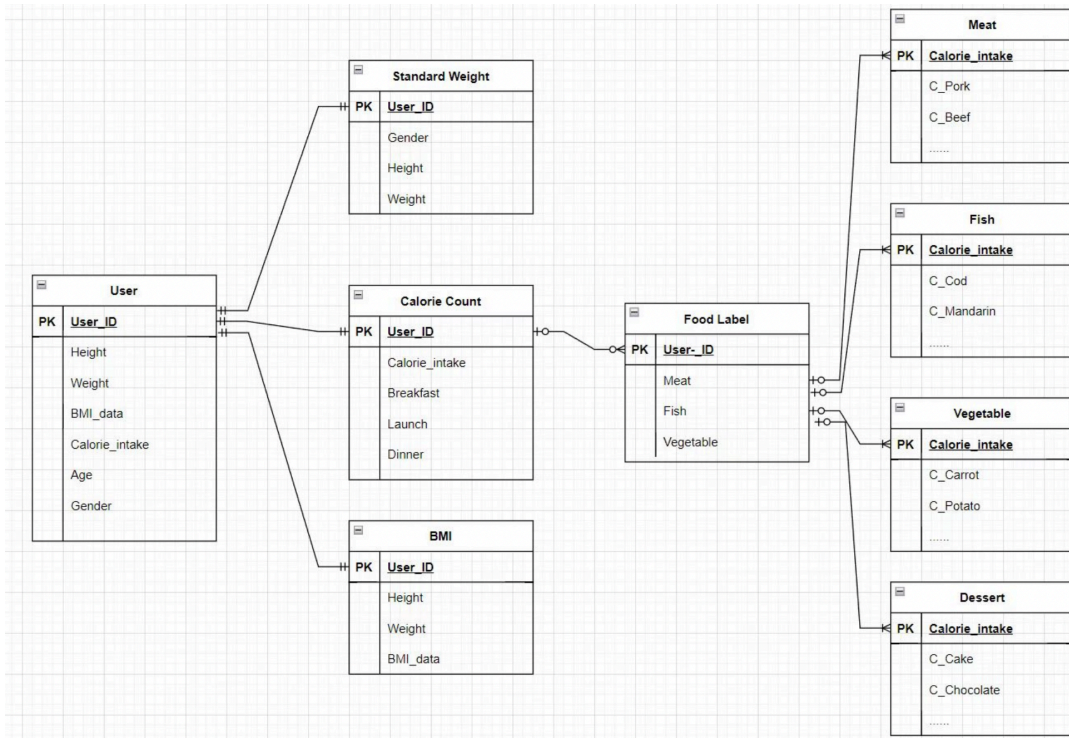 User
PK User_ID
Height
Weight
BMI_data
Calorie_intake
Age
Gender
Standard Weight
PK User_ID
Gender
Height
Weight
Calorie Count
PK User_ID
Calorie_intake
Breakfast
Launch
Dinner
BMI
PK User_ID
Height
Weight
BMI_data
Food Label
PK User-_ID
Meat
Fish
Vegetable
Meat
PK Calorie_intake
C_Pork
C_Beef
......
Fish
PK Calorie_intake
C_Cod
C_Mandarin
......
Vegetable
PK Calorie_intake
C_Carrot
C_Potato
......
Dessert
PK Calorie_intake
C_Cake
C_Chocolate
......